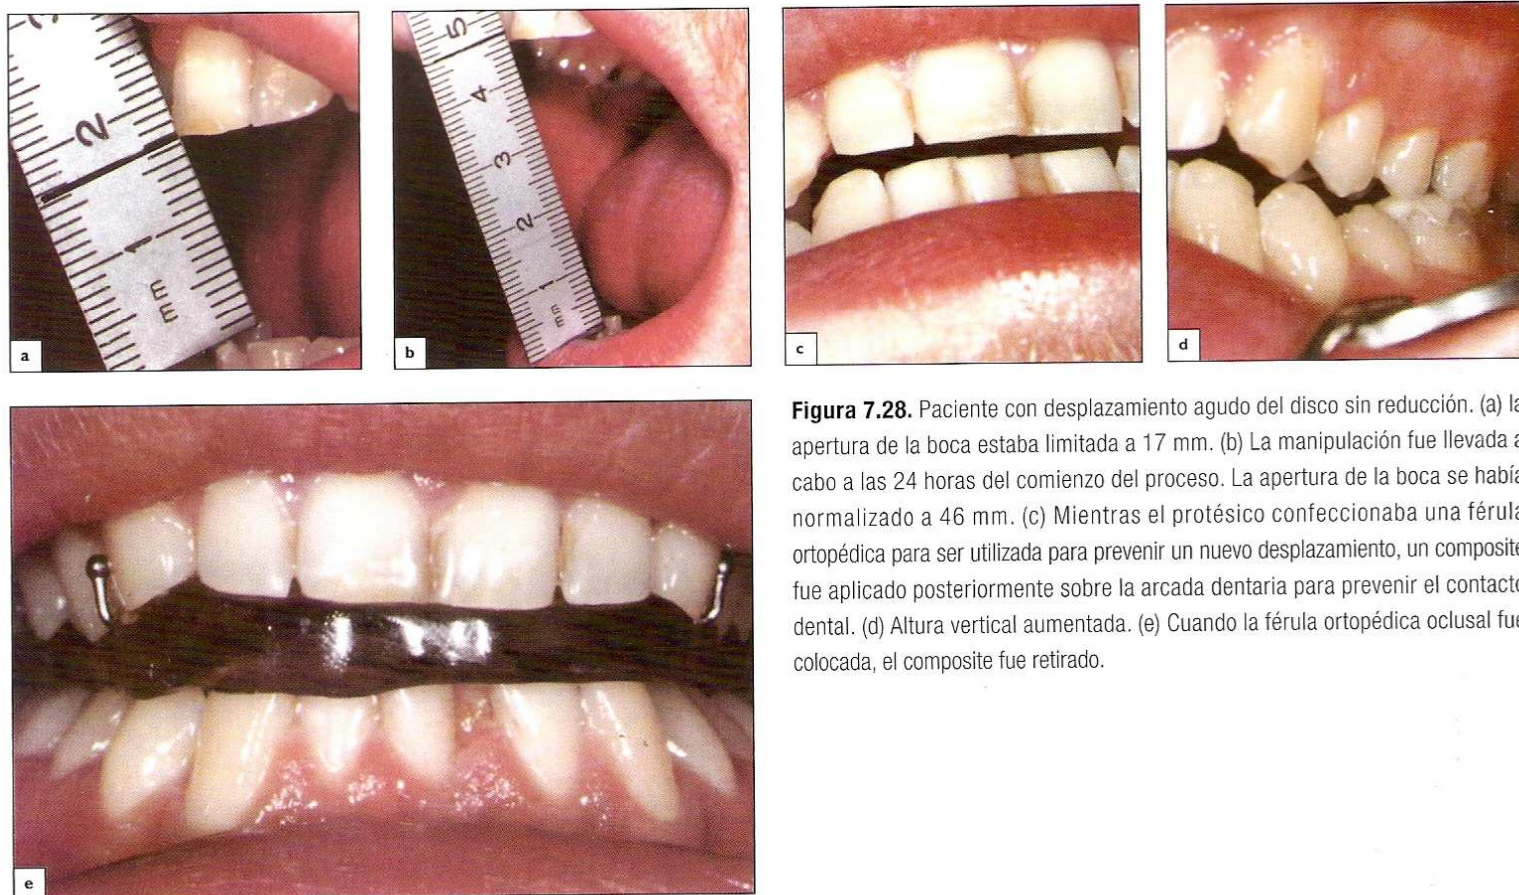 2
1
mm
5
4
3
2
1
mm
a
b
c
d
Figura 7.28. Paciente con desplazamiento agudo del disco sin reducción. (a) la
apertura de la boca estaba limitada a 17 mm. (b) La manipulación fue llevada a
cabo a las 24 horas del comienzo del proceso. La apertura de la boca se había
normalizado a 46 mm. (c) Mientras el protésico confeccionaba una férula
ortopédica para ser utilizada para prevenir un nuevo desplazamiento, un composite
fue aplicado posteriormente sobre la arcada dentaria para prevenir el contacto
dental. (d) Altura vertical aumentada. (e) Cuando la férula ortopédica oclusal fue
colocada, el composite fue retirado.
e